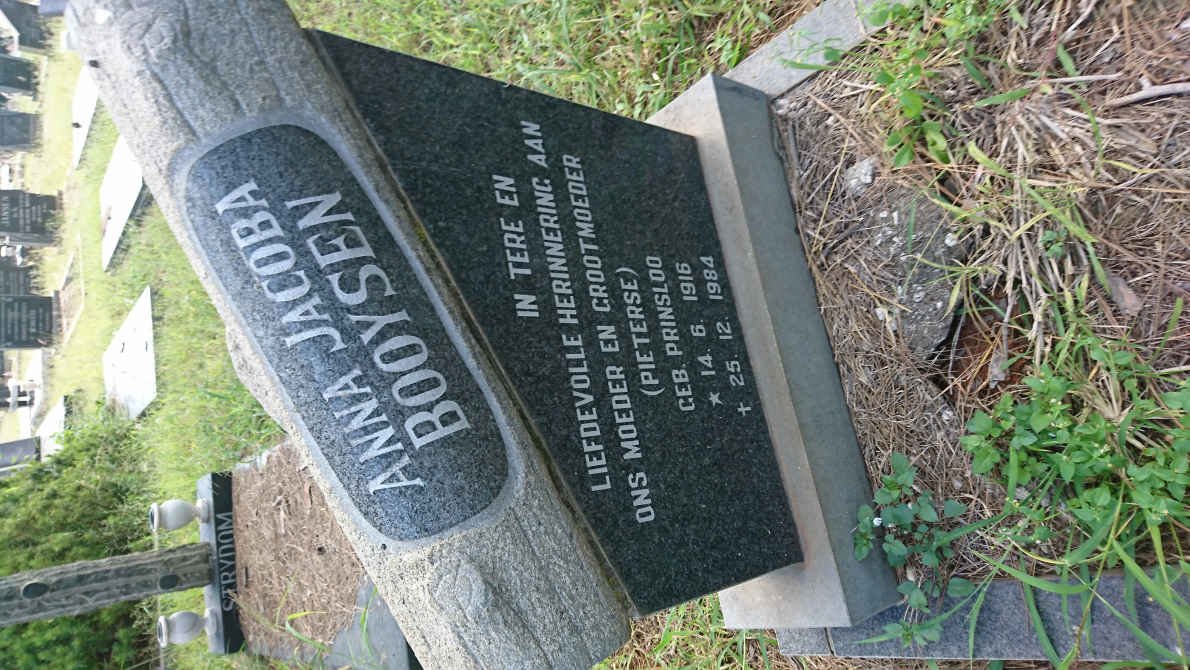 ANNA JACOBA
BOOYSEN
IN TERE EN
LIEFDEVOLLE HERINNERING AAN
ONS MOEDER EN GROOTMOEDER
(PIETERSE)
GEB. PRINSLOO
★ 14. 6. 1916
+ 25. 12. 1984
STRYDOM